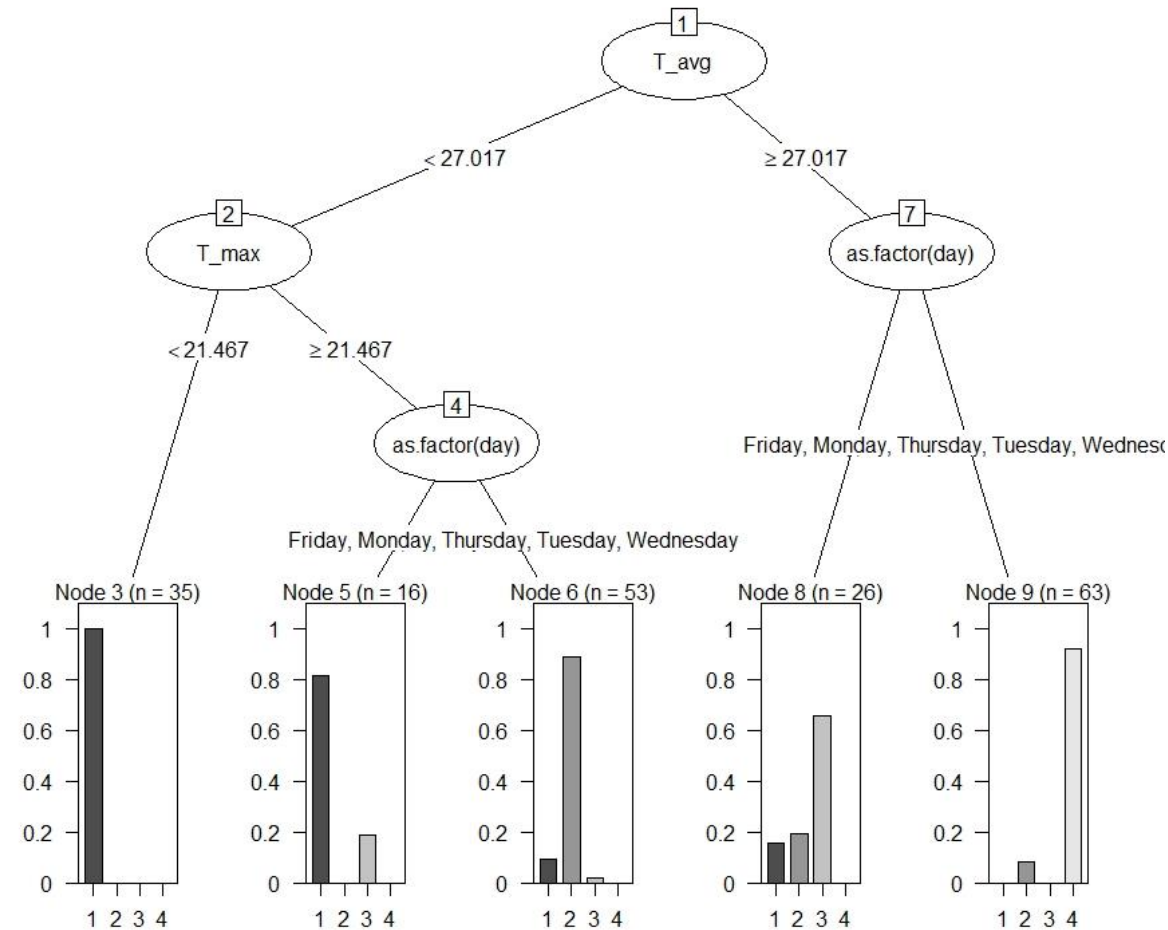 1
T_avg
< 27.017
≥ 27.017
2
T_max
7
as.factor(day)
< 21.467
≥ 21.467
4
as.factor(day)
Friday, Monday, Thursday, Tuesday, Wednesd
Friday, Monday, Thursday, Tuesday, Wednesday
Node 3 (n = 35)
1
0.8
0.6
0.4
0.2
0
1 2 3 4
Node 5 (n = 16)
1
0.8
0.6
0.4
0.2
0
1 2 3 4
Node 6 (n = 53)
1
0.8
0.6
0.4
0.2
0
1 2 3 4
Node 8 (n = 26)
1
0.8
0.6
0.4
0.2
0
1 2 3 4
Node 9 (n = 63)
1
0.8
0.6
0.4
0.2
0
1 2 3 4